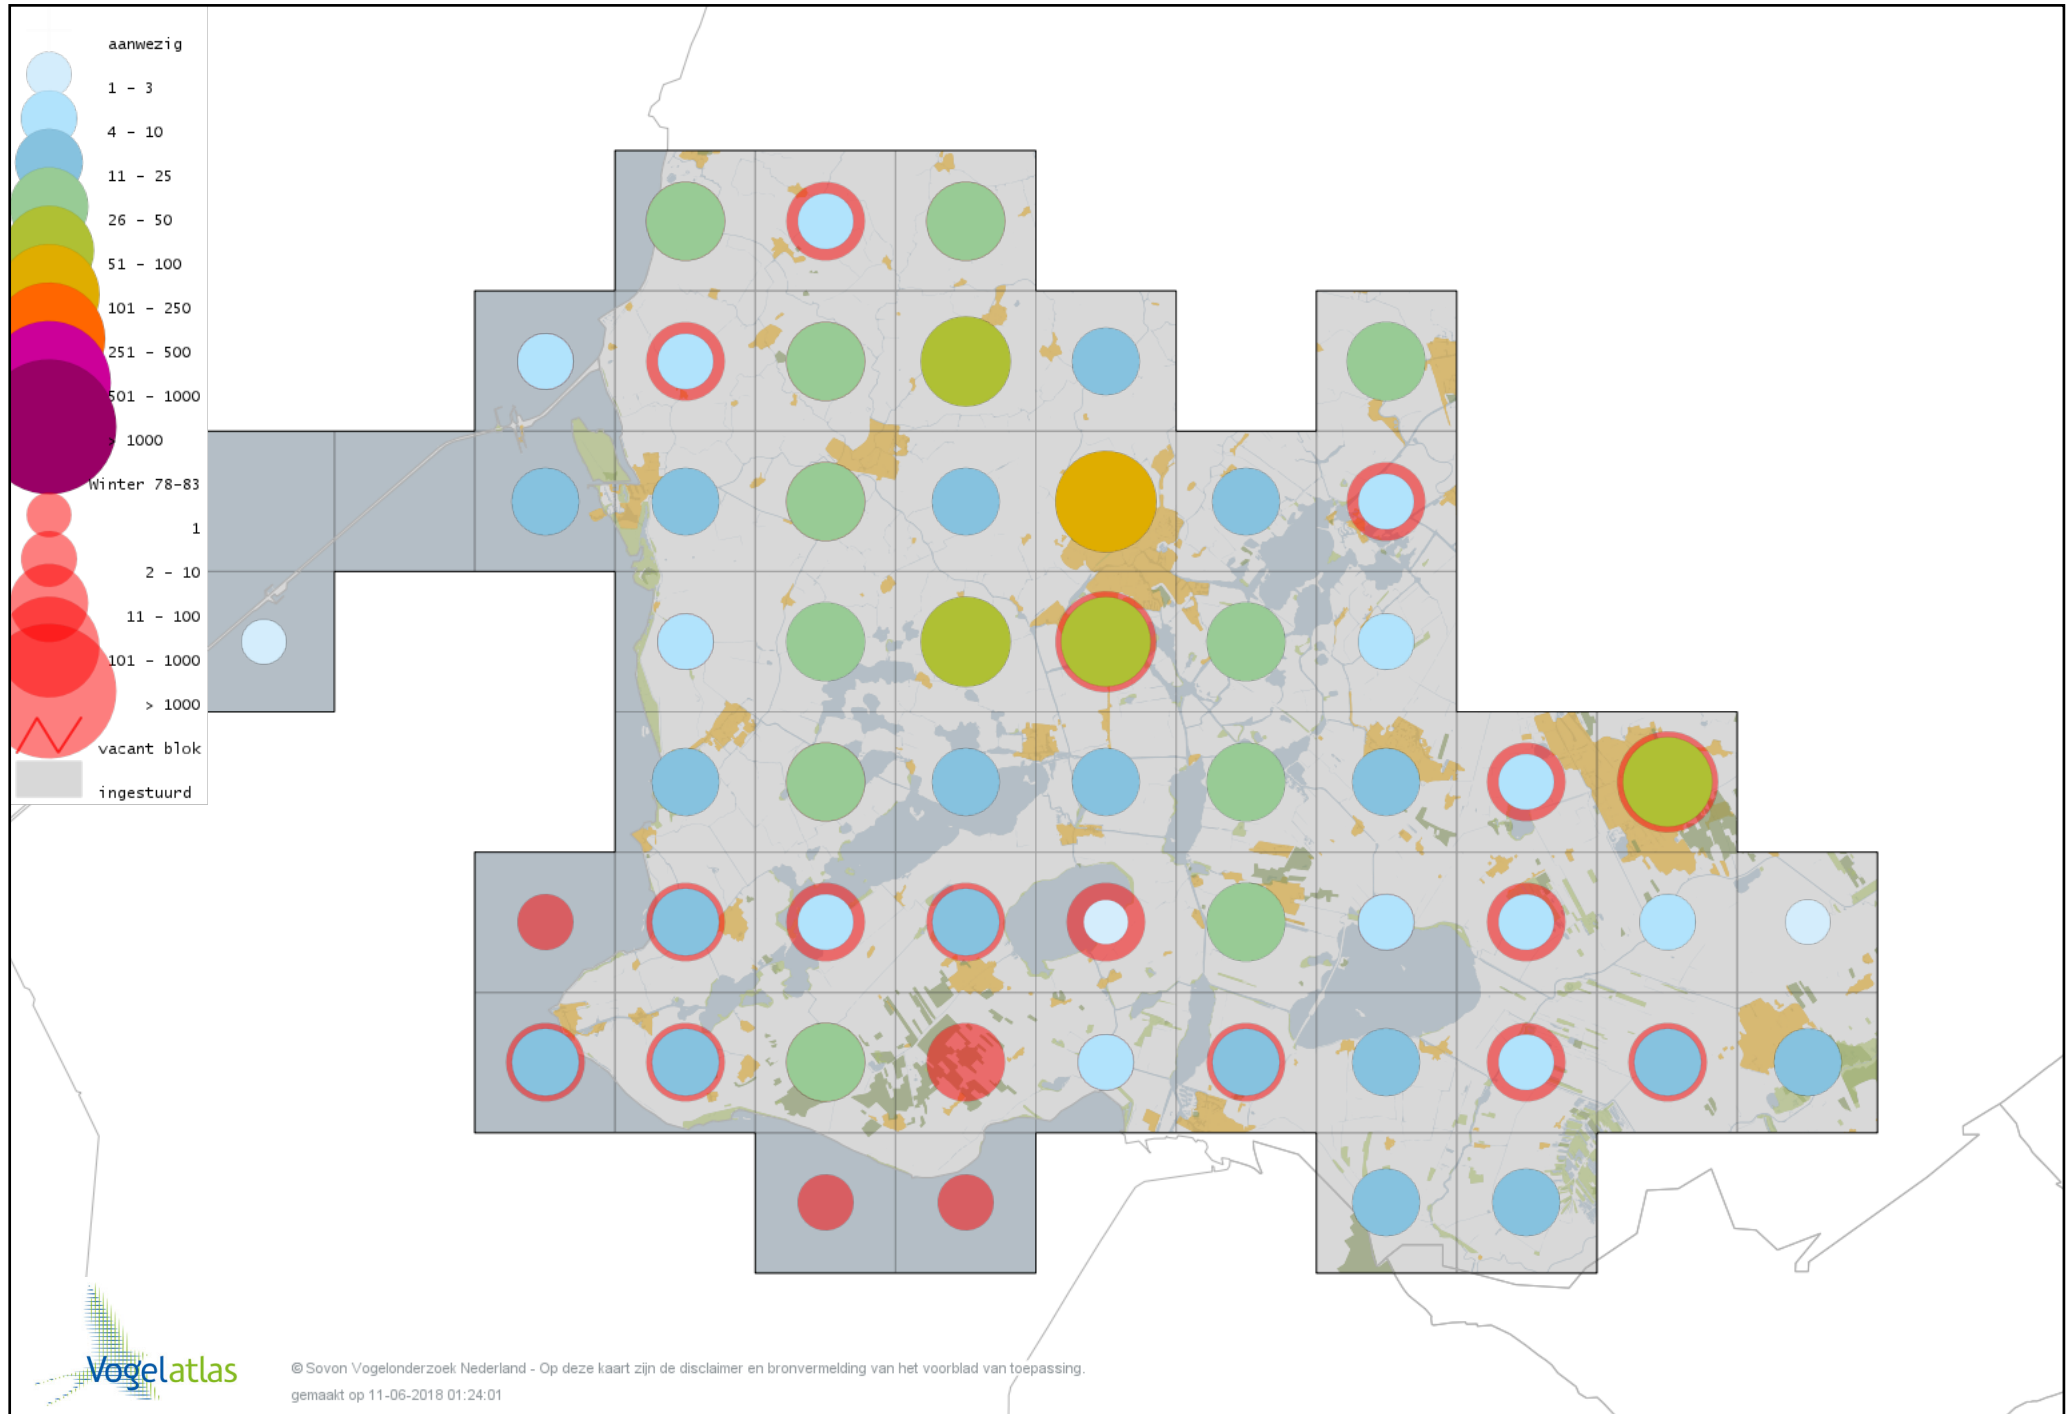 aanwezig
1 - 3
4 - 10
11 - 25
26 - 50
51 - 100
101 - 250
251 - 500
501 - 1000
> 1000
Winter 78-83
1
2 - 10
11 - 100
101 - 1000
> 1000
vacant blok
ingestuurd
Vogelatlas
© Sovon Vogelonderzoek Nederland - Op deze kaart zijn de disclaimer en bronvermelding van het voorblad van toepassing.
gemaakt op 11-06-2018 01:24:01